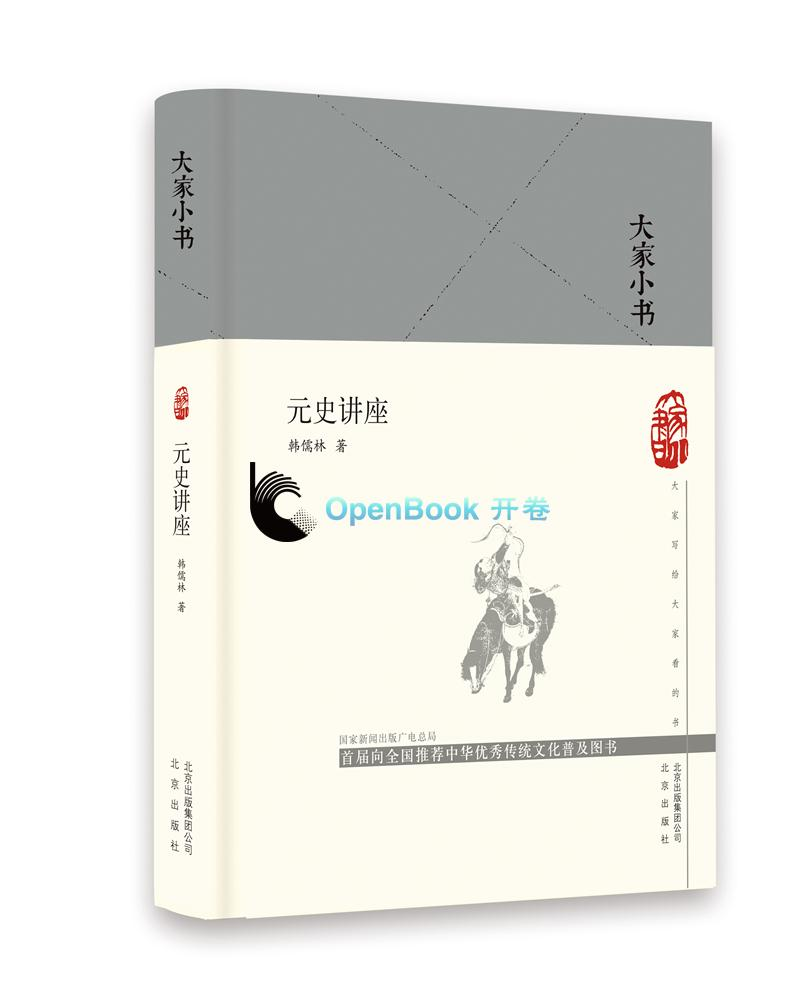 大家小书
元史讲座
韩儒林 著
北京出版集团公司
北京出版社
大家小书
大家小书
元史讲座
韩儒林 著
OpenBook 开卷
大家写给大家看的书
国家新闻出版广电总局
首届向全国推荐中华优秀传统文化普及图书
北京出版集团公司
北京出版社